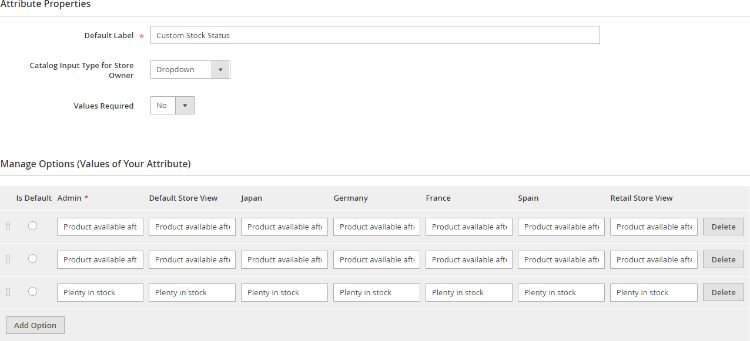 Attribute Properties
Default Label * Custom Stock Status
Catalog Input Type for Store
Owner
Dropdown
Values Required No
Manage Options (Values of Your Attribute)
Is Default Admin * Default Store View Japan Germany France Spain Retail Store View
Product available aft Product available afte Product available afte Product available afte Product available afte Product available afte Product available afte Delete
Product available aft Product available afte Product available afte Product available afte Product available afte Product available afte Product available afte Delete
Plenty in stock Plenty in stock Plenty in stock Plenty in stock Plenty in stock Plenty in stock Plenty in stock Delete
Add Option